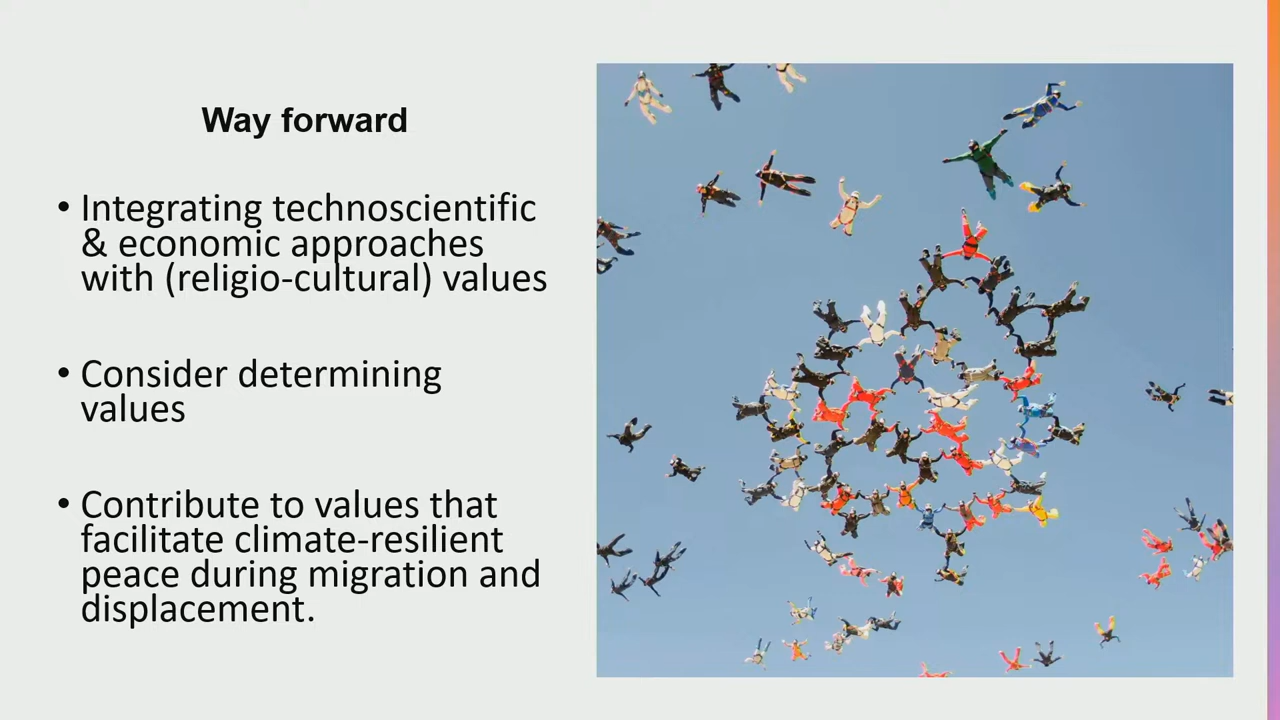 Way forward
• Integrating technoscientific
& economic approaches
with (religio-cultural) values
• Consider determining
values
• Contribute to values that
facilitate climate-resilient
peace during migration and
displacement.